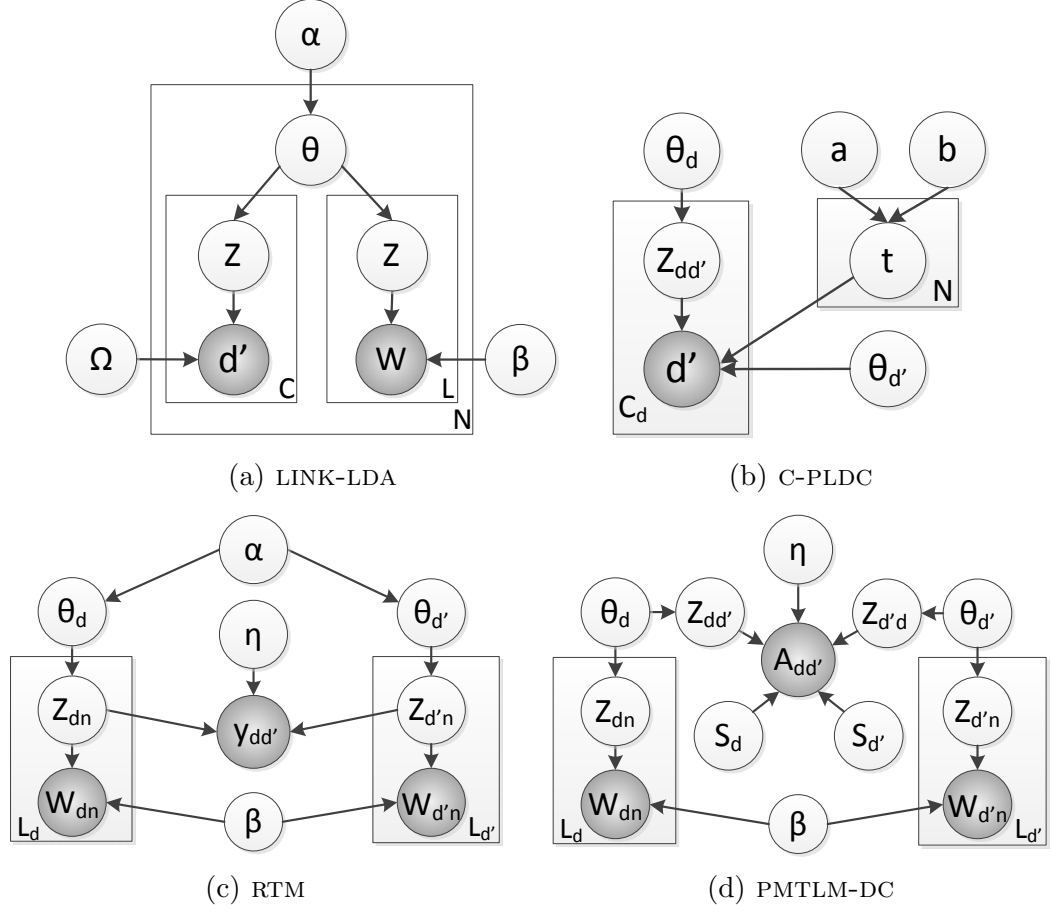 α
θ
Z Z
Ω d' W β
C L
N
(a) LINK-LDA
a b
θd
Zdd' t
N
d' θd'
Cd
(b) C-PLDC
α
θd θd'
η
Zdn ydd' Zd'n
Wdn Wd'n
Ld β Ld'
(c) RTM
η
θd Zdd' Zd'd θd'
Add'
Zdn Zd'n
Sd Sd'
Wdn Wd'n
Ld β Ld'
(d) PMTLM-DC